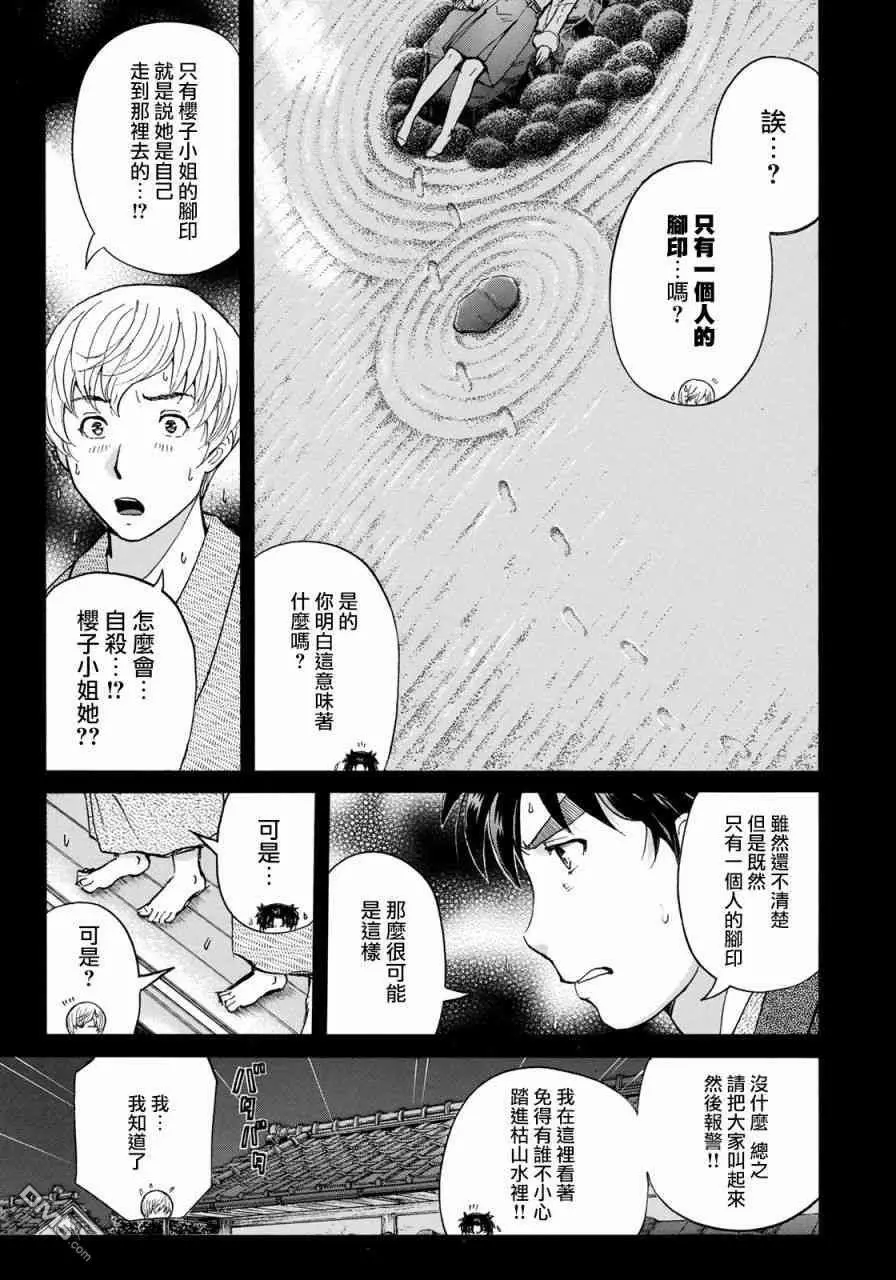 誒…?
只有一個人的
腳印…嗎?
是的
你明白這意味著
什麼嗎?
只有櫻子小姐的腳印
就是說她是自己
走到那裡去的…!?
怎麼會…
自殺…!?
櫻子小姐她??
雖然還不清楚
但是既然
只有一個人的腳印
那麼很可能
是這樣
可是…
可是?
沒什麼 總之
請把大家叫起來
然後報警!!
我在這裡看著
免得有誰不小心
踏進枯山水裡!!
バタバタ
我…
我知道了
DM5.com